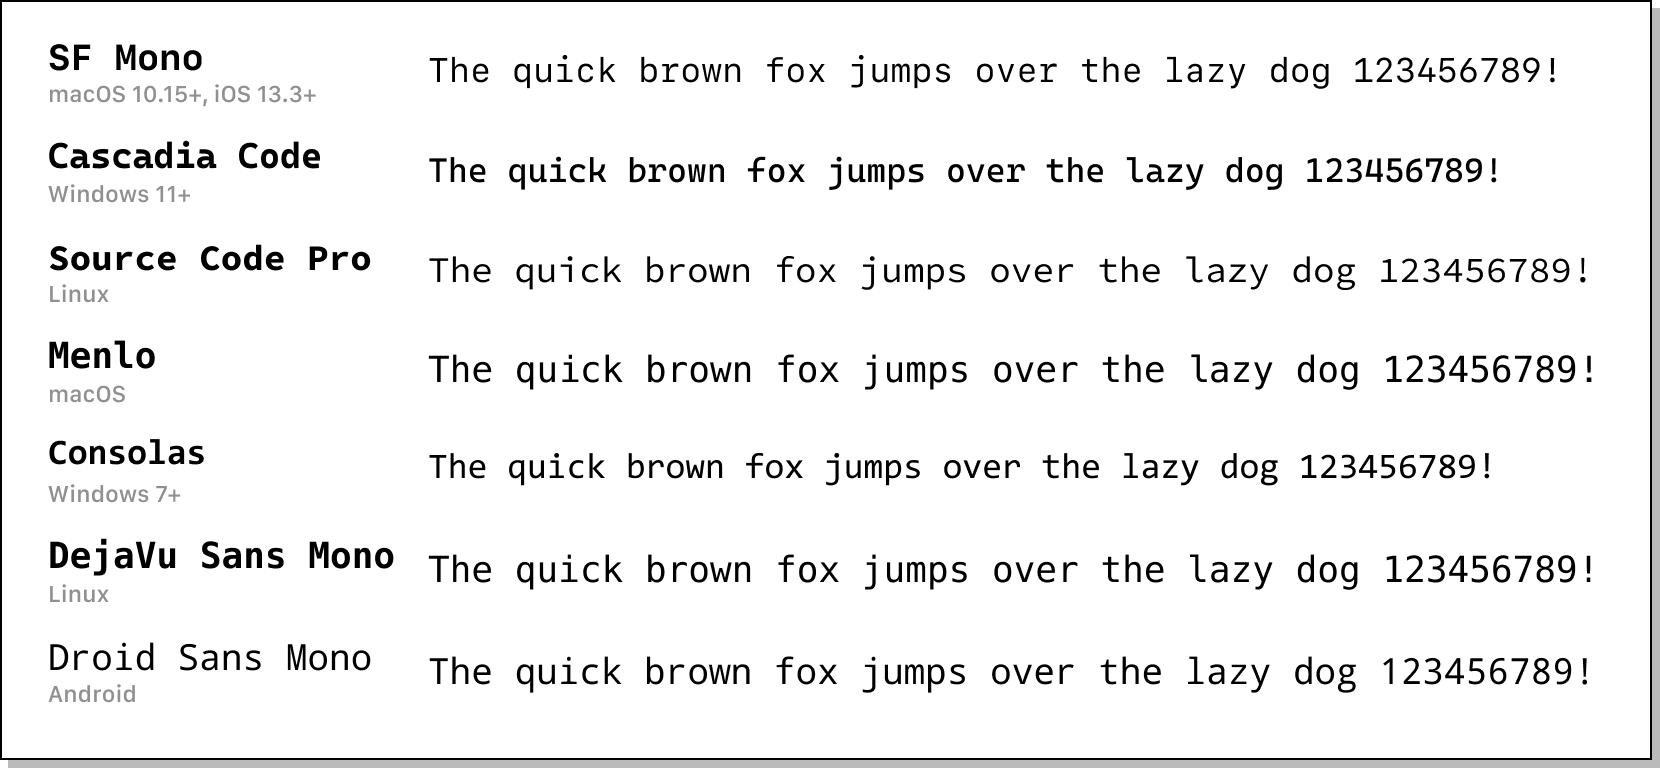 SF Mono
The quick brown fox jumps over the lazy dog 123456789!
macOS 10.15+, iOS 13.3+
Cascadia Code
The quick brown fox jumps over the lazy dog 123456789!
Windows 11+
Source Code Pro
The quick brown fox jumps over the lazy dog 123456789!
Linux
Menlo
The quick brown fox jumps over the lazy dog 123456789!
macOS
Consolas
The quick brown fox jumps over the lazy dog 123456789!
Windows 7+
DejaVu Sans Mono
The quick brown fox jumps over the lazy dog 123456789!
Linux
Droid Sans Mono
The quick brown fox jumps over the lazy dog 123456789!
Android